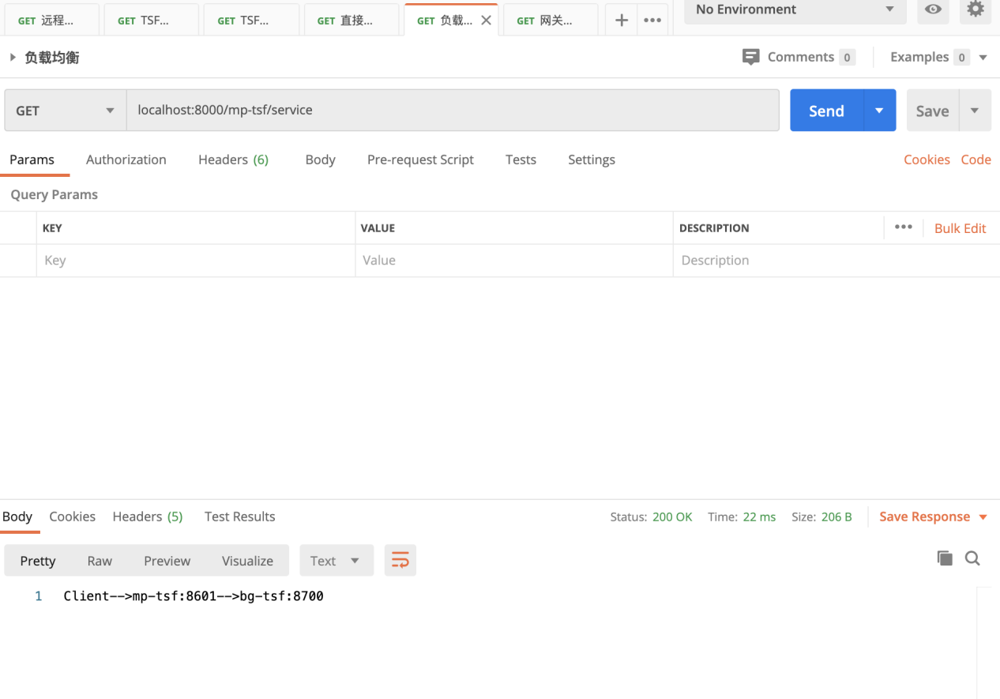 GET 远程... GET TSF... GET TSF... GET 直接... GET 负载... GET 网关... No Environment
负载均衡 Comments 0 Examples 0
GET localhost:8000/mp-tsf/service Send Save
Params Authorization Headers (6) Body Pre-request Script Tests Settings Cookies Code
Query Params
KEY VALUE DESCRIPTION ••• Bulk Edit
Key Value Description
Body Cookies Headers (5) Test Results Status: 200 OK Time: 22 ms Size: 206 B Save Response
Pretty Raw Preview Visualize Text
1 Client-->mp-tsf:8601-->bg-tsf:8700